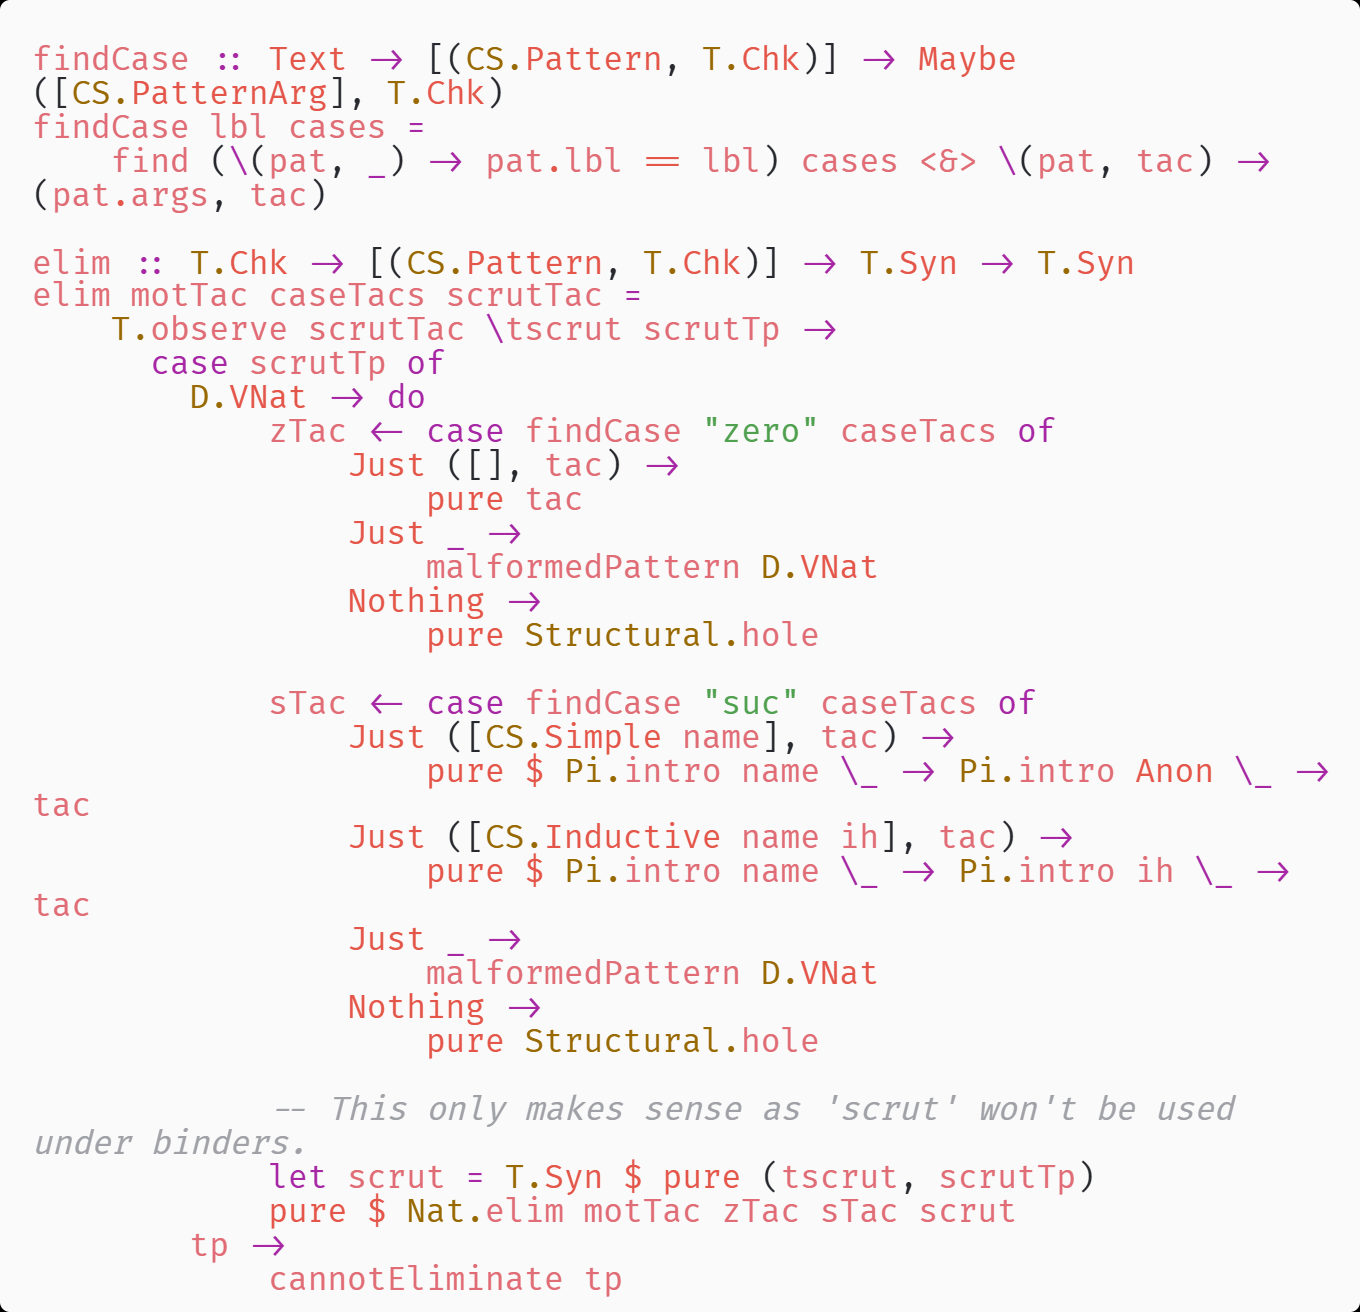 findCase :: Text -> [(CS.Pattern, T.Chk)] -> Maybe
([CS.PatternArg], T.Chk)
findCase lbl cases =
    find (\(pat, _) -> pat.lbl == lbl) cases <&> \(pat, tac) ->
(pat.args, tac)

elim :: T.Chk -> [(CS.Pattern, T.Chk)] -> T.Syn -> T.Syn
elim motTac caseTacs scrutTac =
    T.observe scrutTac \tscrut scrutTp ->
      case scrutTp of
        D.VNat -> do
            zTac <- case findCase "zero" caseTacs of
                Just ([], tac) ->
                    pure tac
                Just _ ->
                    malformedPattern D.VNat
                Nothing ->
                    pure Structural.hole

            sTac <- case findCase "suc" caseTacs of
                Just ([CS.Simple name], tac) ->
                    pure $ Pi.intro name \_ -> Pi.intro Anon \_ ->
tac
                Just ([CS.Inductive name ih], tac) ->
                    pure $ Pi.intro name \_ -> Pi.intro ih \_ ->
tac
                Just _ ->
                    malformedPattern D.VNat
                Nothing ->
                    pure Structural.hole

            -- This only makes sense as 'scrut' won't be used
under binders.
            let scrut = T.Syn $ pure (tscrut, scrutTp)
            pure $ Nat.elim motTac zTac sTac scrut
        tp ->
            cannotEliminate tp